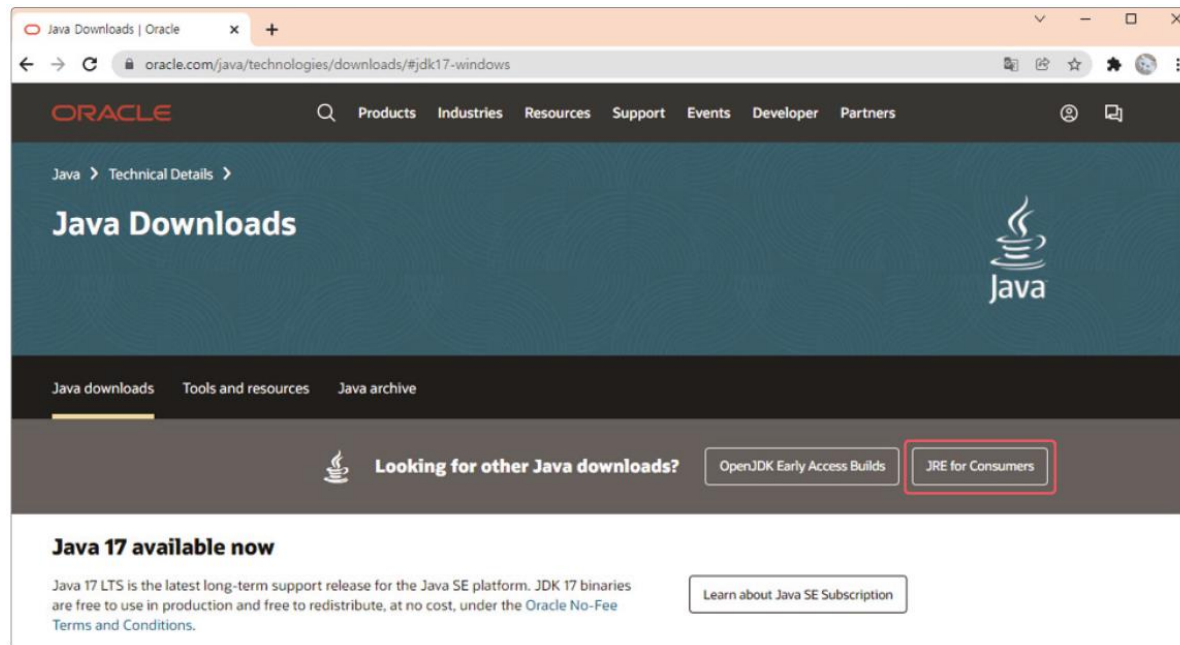 Java Downloads | Oracle
oracle.com/java/technologies/downloads/#jdk17-windows
ORACLE Products Industries Resources Support Events Developer Partners
Java Technical Details
Java Downloads
Java
Java downloads Tools and resources Java archive
Looking for other Java downloads? OpenJDK Early Access Builds JRE for Consumers
Java 17 available now
Java 17 LTS is the latest long-term support release for the Java SE platform. JDK 17 binaries
are free to use in production and free to redistribute, at no cost, under the Oracle No-Fee
Terms and Conditions.
Learn about Java SE Subscription